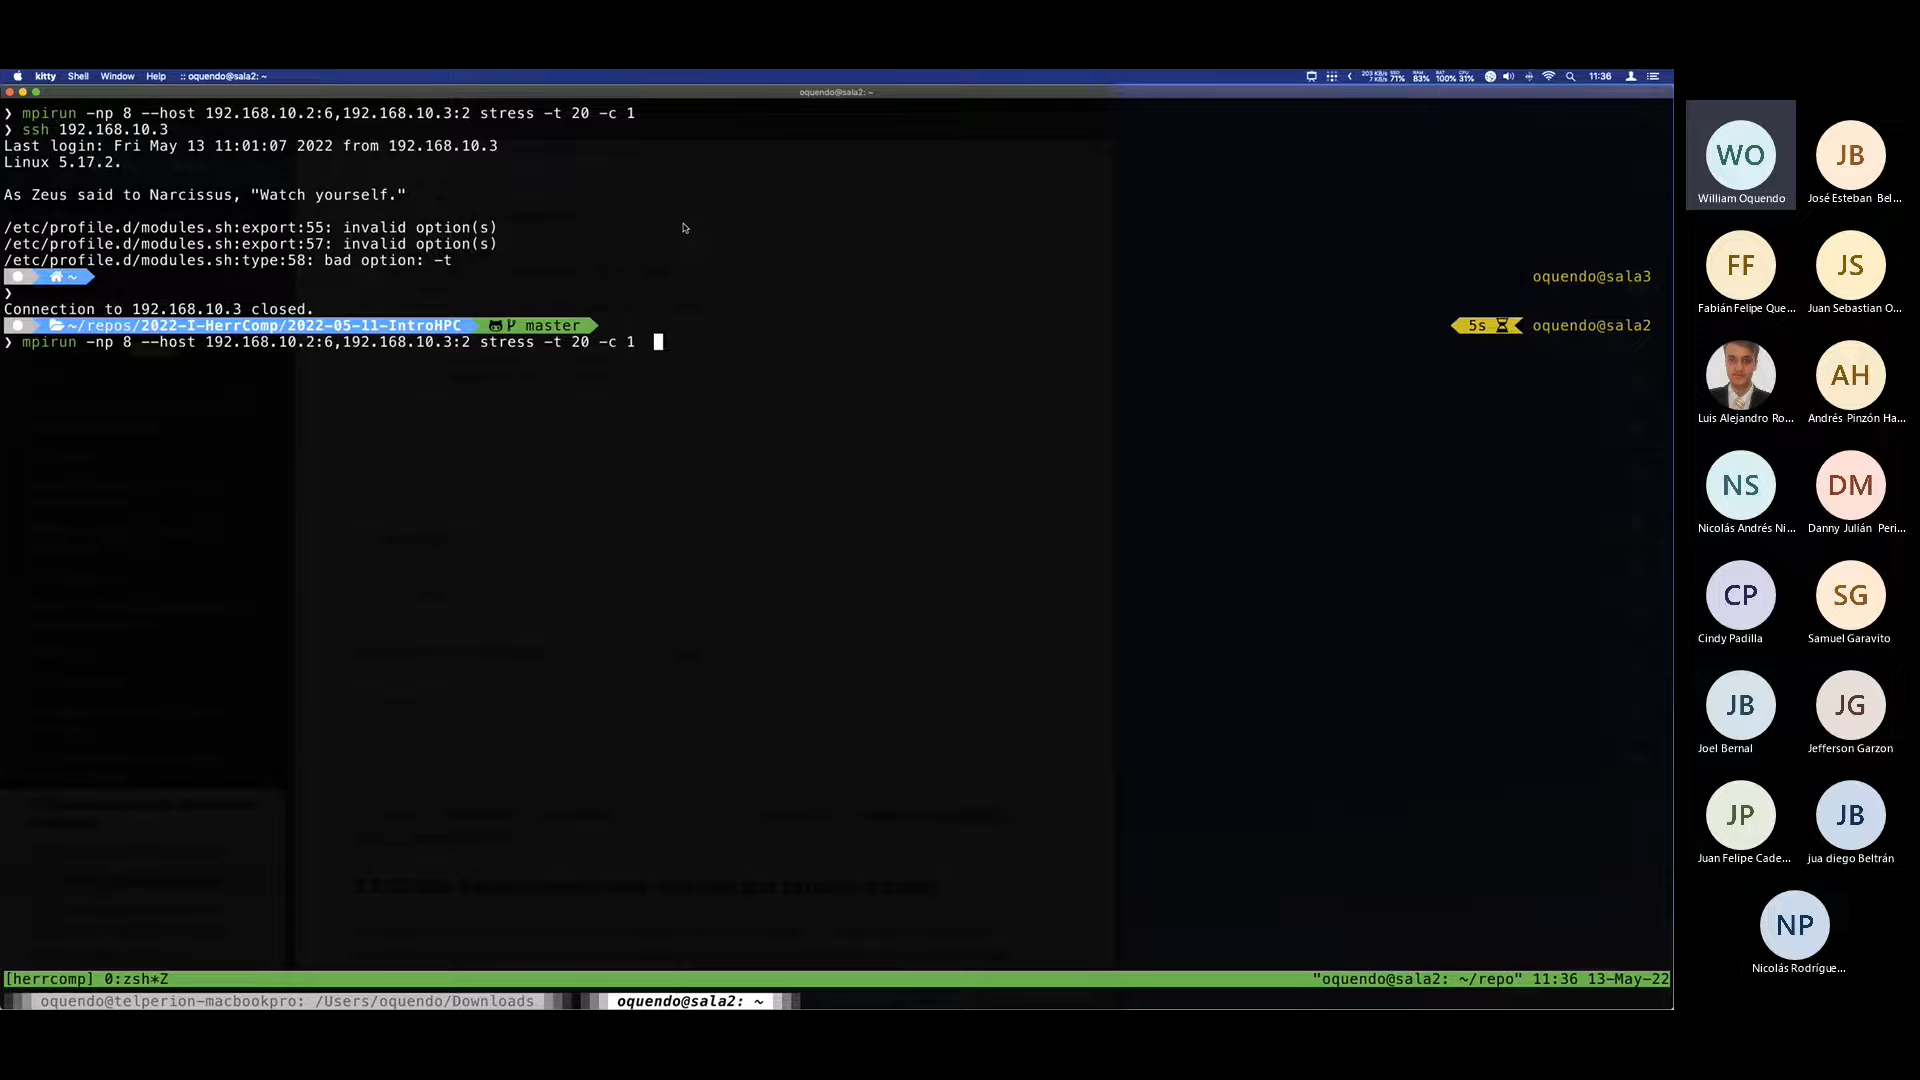 kitty Shell Window Help :: oquendo@sala2: ~
11:36
oquendo@sala2: ~
❯ mpirun -np 8 --host 192.168.10.2:6,192.168.10.3:2 stress -t 20 -c 1
❯ ssh 192.168.10.3
Last login: Fri May 13 11:01:07 2022 from 192.168.10.3
Linux 5.17.2.
As Zeus said to Narcissus, "Watch yourself."
/etc/profile.d/modules.sh:export:55: invalid option(s)
/etc/profile.d/modules.sh:export:57: invalid option(s)
/etc/profile.d/modules.sh:type:58: bad option: -t
~ oquendo@sala3
❯
Connection to 192.168.10.3 closed.
~/repos/2022-I-HerrComp/2022-05-11-IntroHPC master 5s oquendo@sala2
❯ mpirun -np 8 --host 192.168.10.2:6,192.168.10.3:2 stress -t 20 -c 1
[herrcomp] 0:zsh*Z "oquendo@sala2: ~/repo" 11:36 13-May-22
oquendo@telperion-macbookpro: /Users/oquendo/Downloads oquendo@sala2: ~
WO JB
William Oquendo José Esteban Bel...
FF JS
Fabián Felipe Que... Juan Sebastian O...
AH
Luis Alejandro Ro... Andrés Pinzón Ha...
NS DM
Nicolás Andrés Ni... Danny Julián Peri...
CP SG
Cindy Padilla Samuel Garavito
JB JG
Joel Bernal Jefferson Garzon
JP JB
Juan Felipe Cade... jua diego Beltrán
NP
Nicolás Rodrígue...